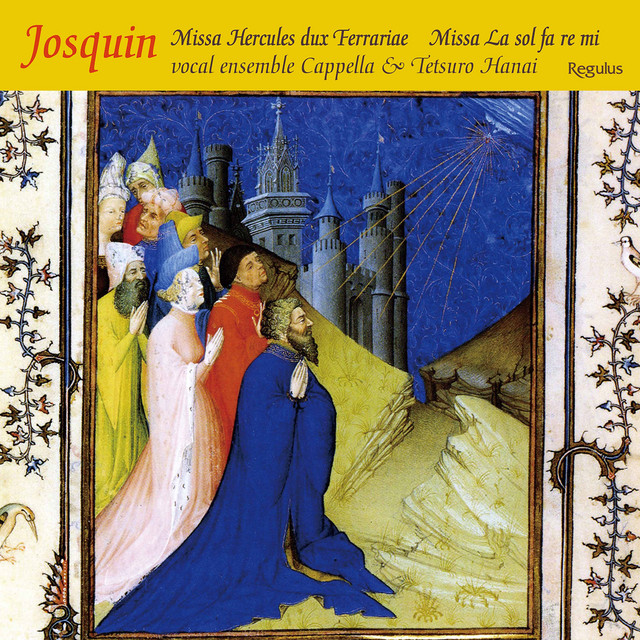 Josquin Missa Hercules dux Ferrariae Missa La sol fa re mi
vocal ensemble Cappella & Tetsuro Hanai Regulus